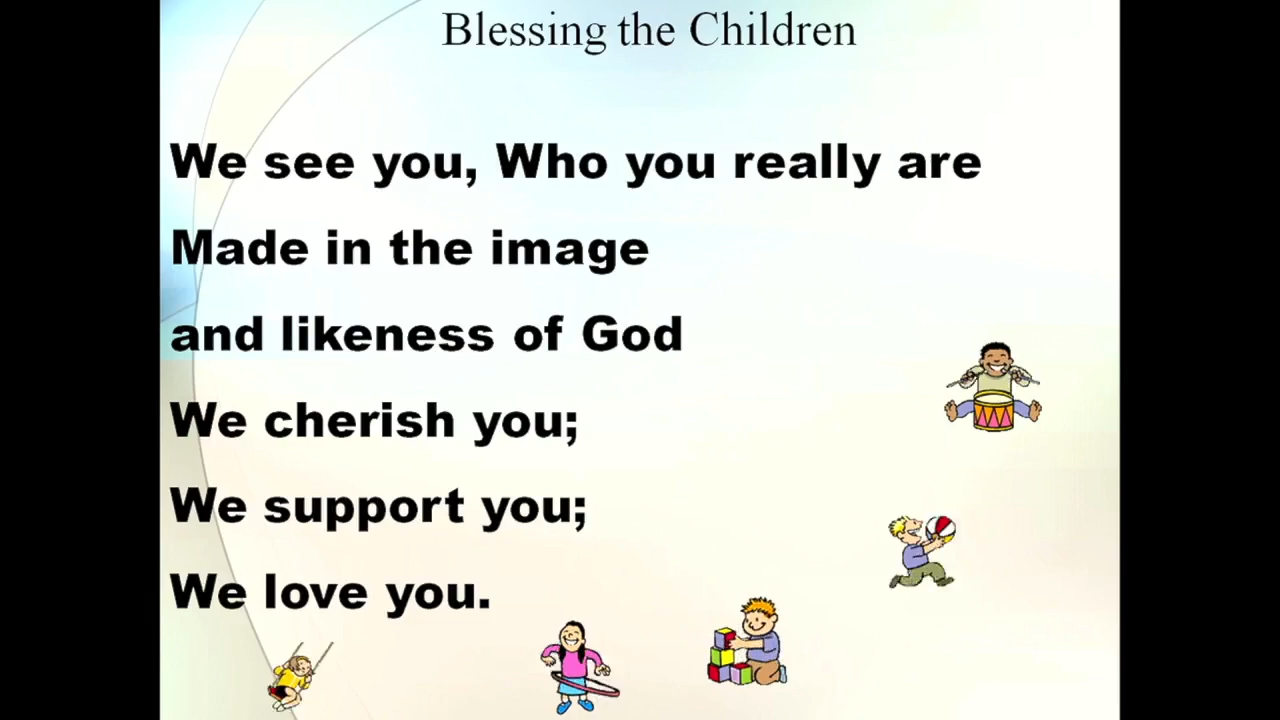 Blessing the Children
We see you, Who you really are
Made in the image
and likeness of God
We cherish you;
We support you;
We love you.